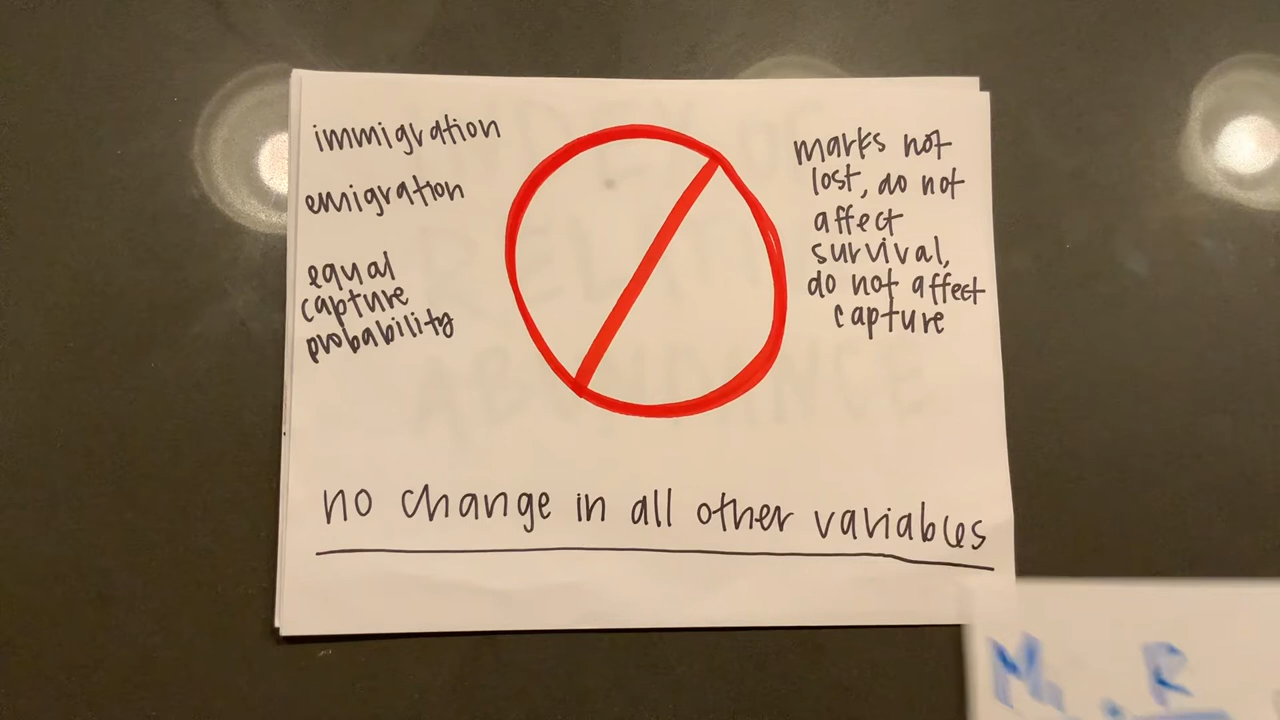 immigration
emigration
equal
capture
probability
marks not
lost, do not
affect
survival,
do not affect
capture
no change in all other variables
R